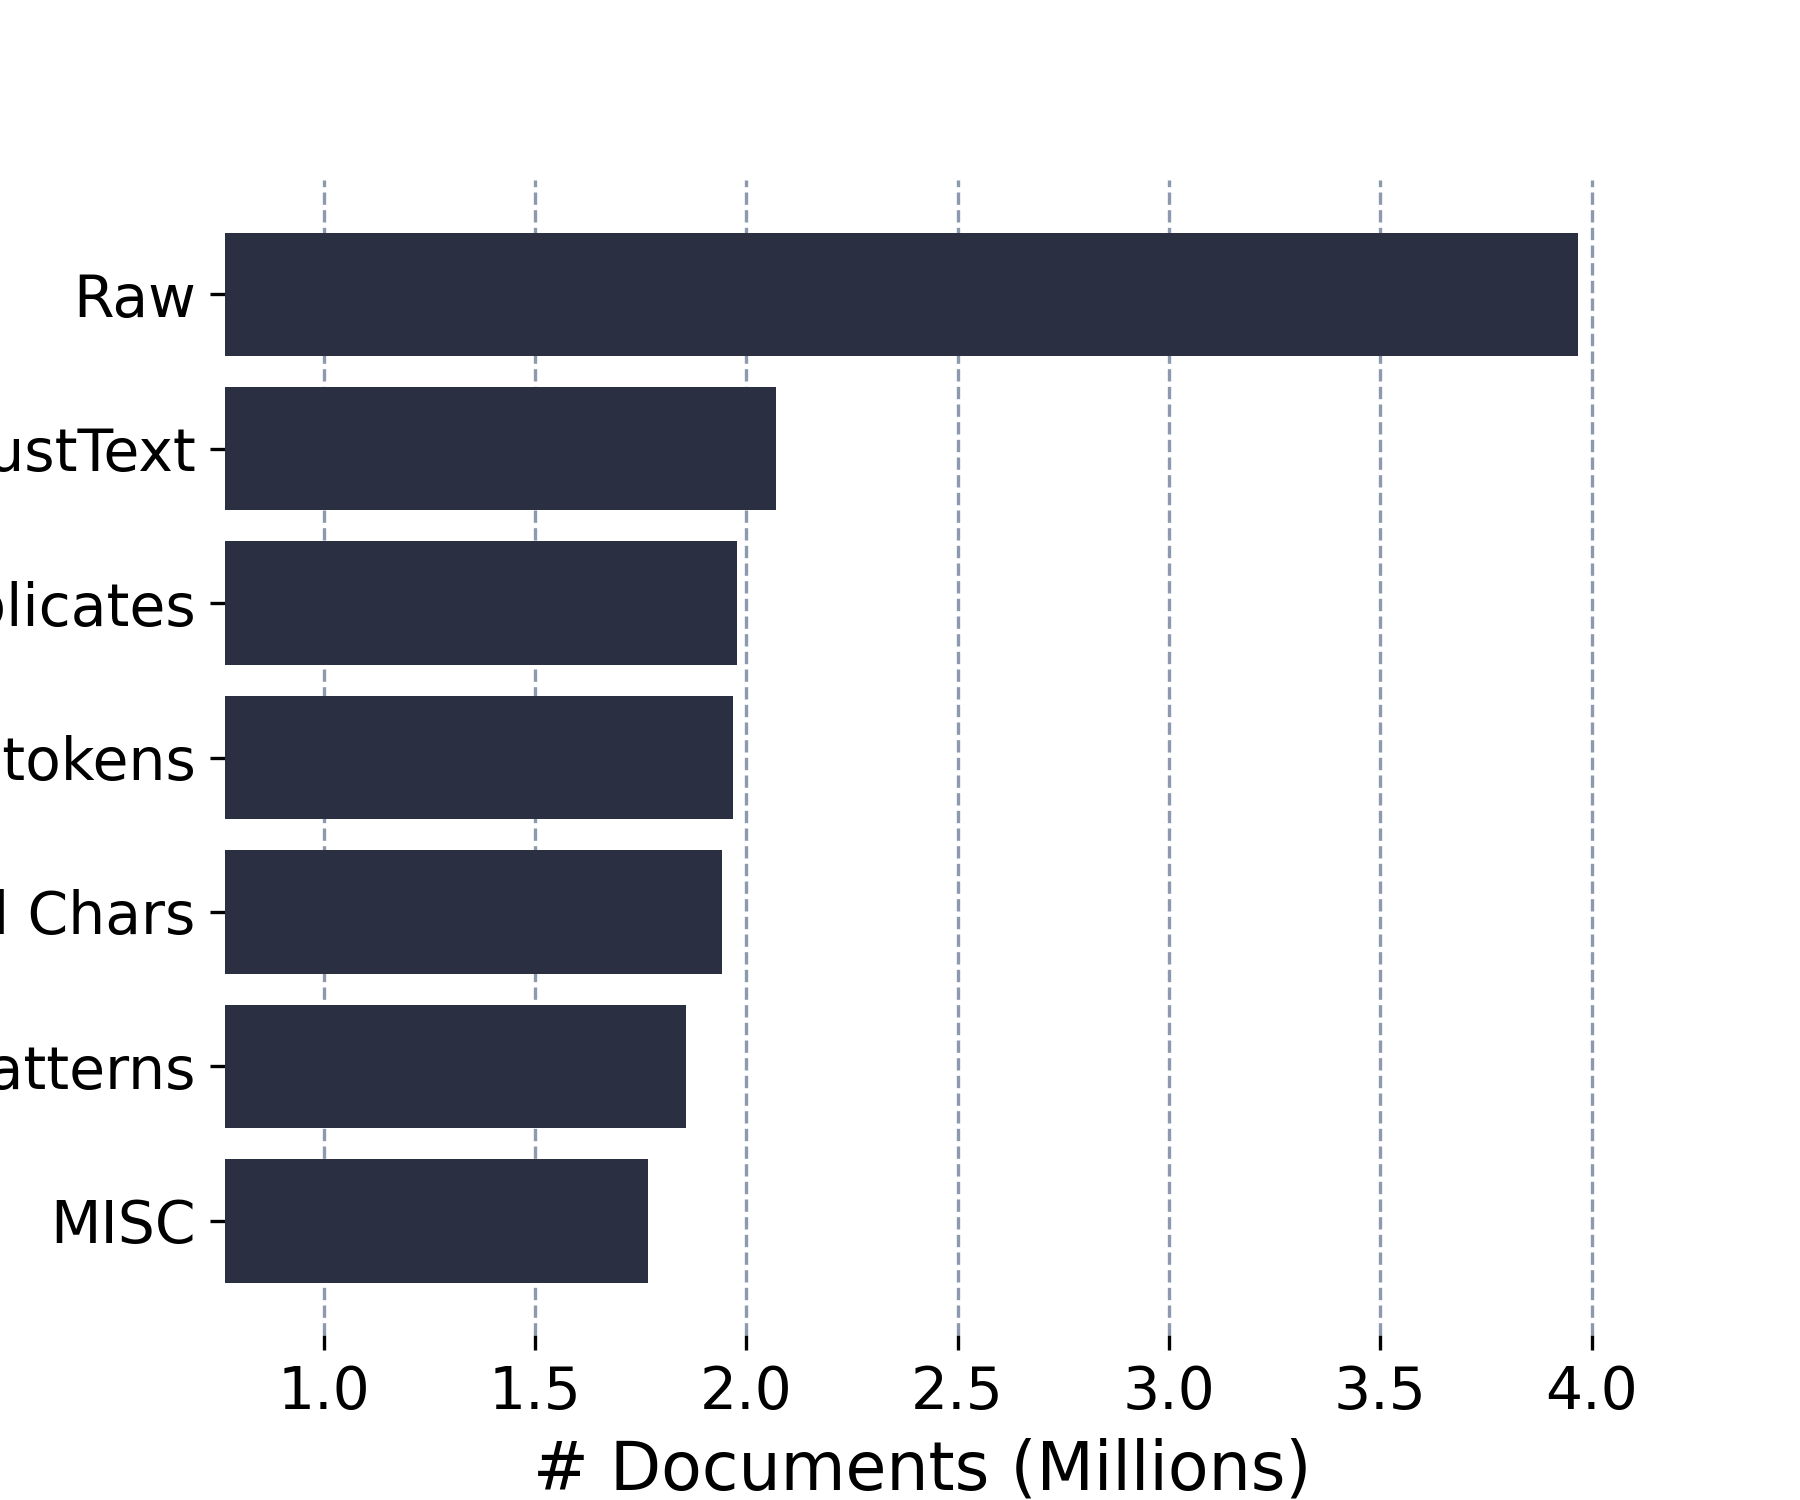 Raw
ustText
plicates
tokens
l Chars
atterns
MISC
1.0 1.5 2.0 2.5 3.0 3.5 4.0
# Documents (Millions)